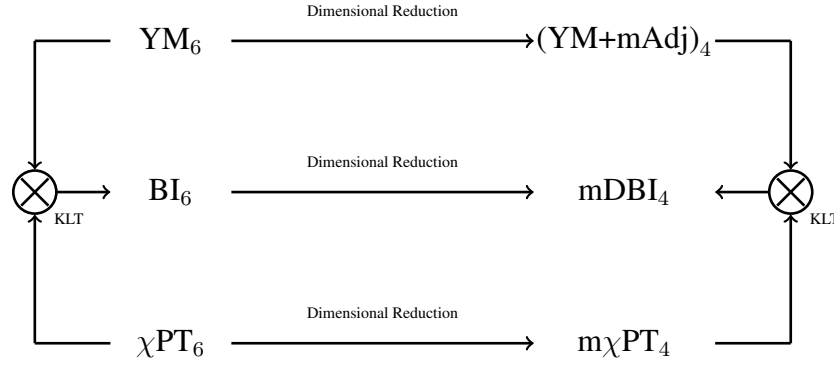 Dimensional Reduction
YM₆ (YM+mAdj)₄
Dimensional Reduction
BI₆ mDBI₄
KLT KLT
Dimensional Reduction
χPT₆ mχPT₄